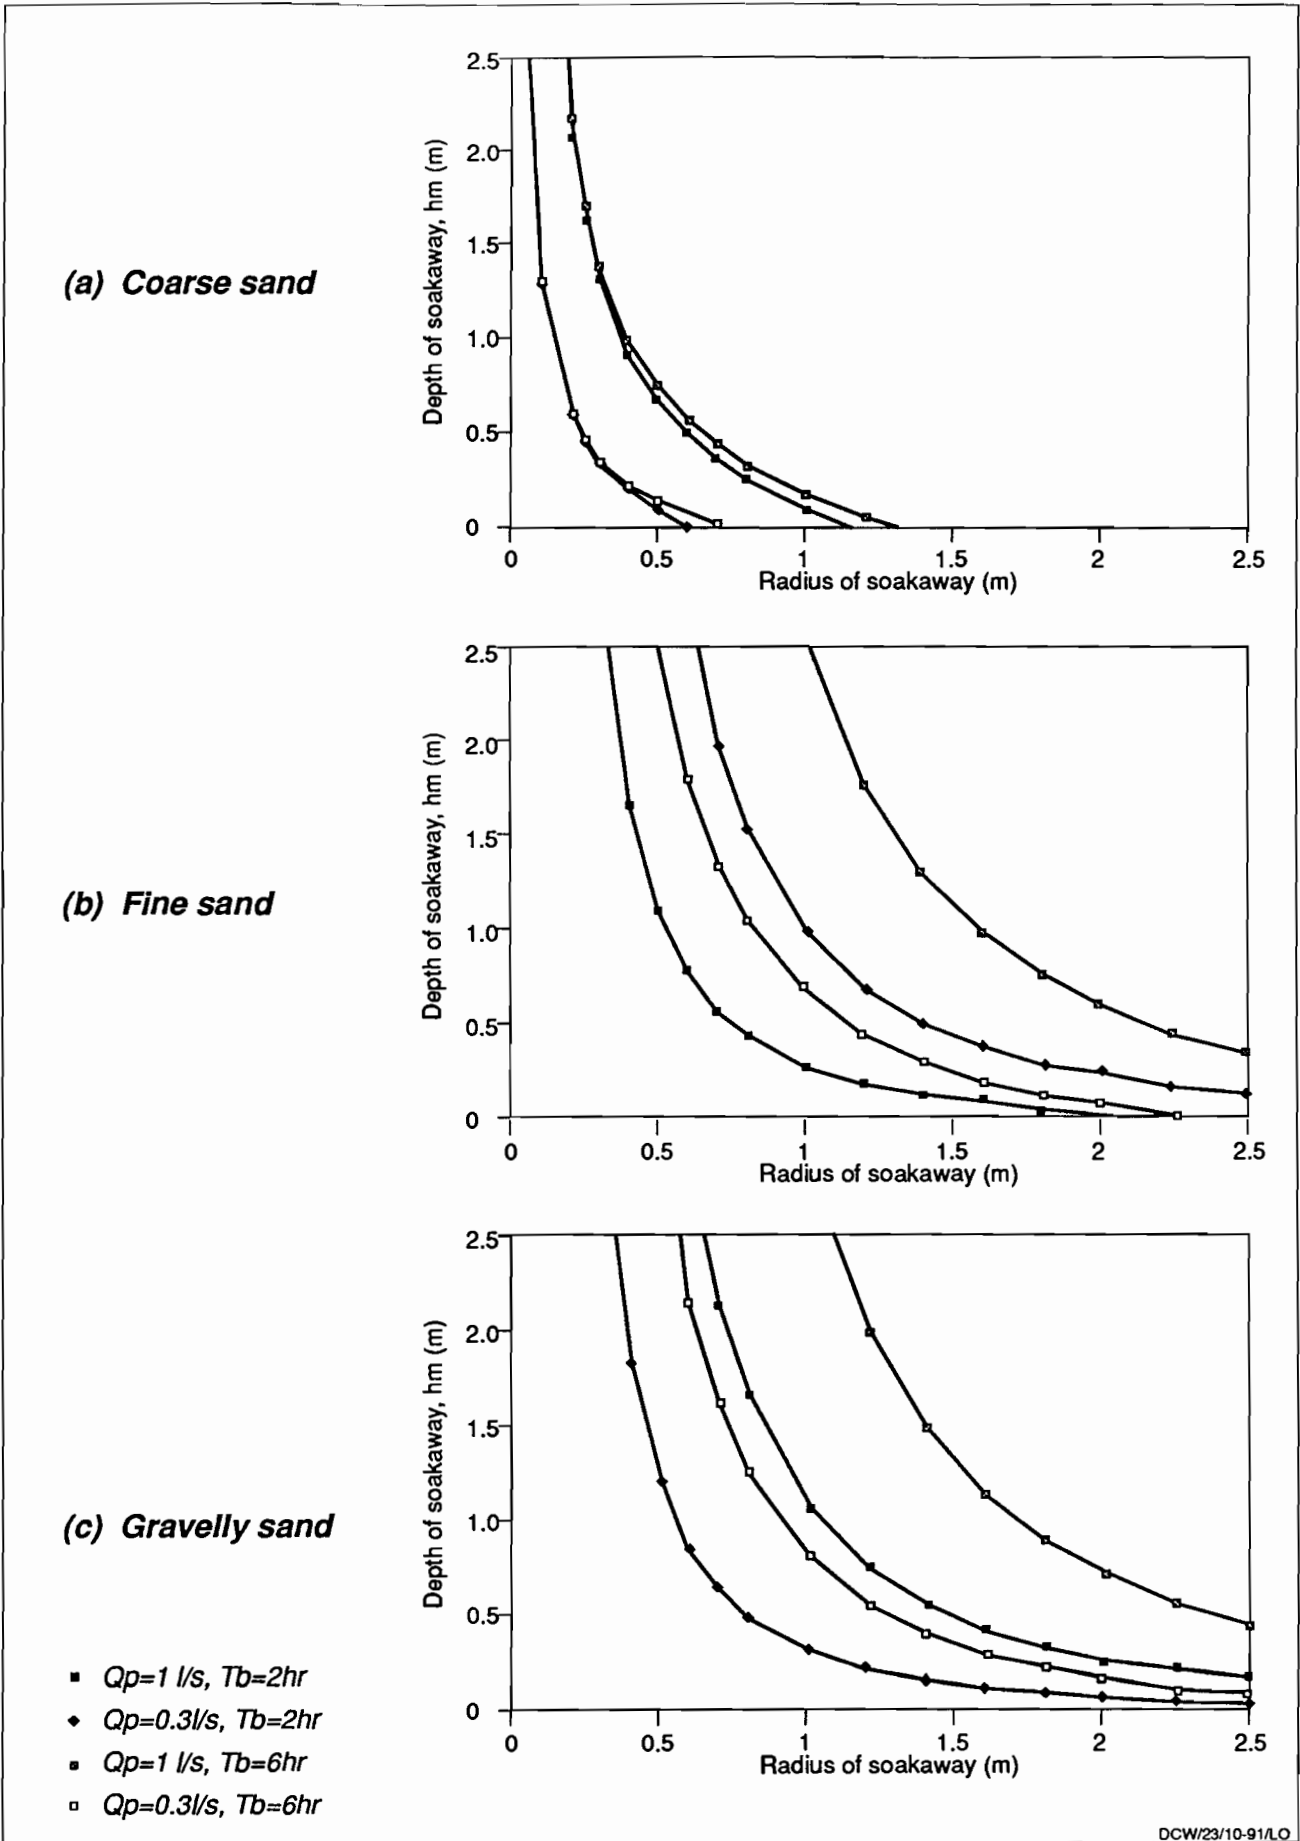 (a) Coarse sand
Depth of soakaway, hm (m)
2.5
2.0
1.5
1.0
0.5
0
0 0.5 1 1.5 2 2.5
Radius of soakaway (m)
(b) Fine sand
Depth of soakaway, hm (m)
2.5
2.0
1.5
1.0
0.5
0
0 0.5 1 1.5 2 2.5
Radius of soakaway (m)
(c) Gravelly sand
Depth of soakaway, hm (m)
2.5
2.0
1.5
1.0
0.5
0
0 0.5 1 1.5 2 2.5
Radius of soakaway (m)
Qp=1 l/s, Tb=2hr
Qp=0.3l/s, Tb=2hr
Qp=1 l/s, Tb=6hr
Qp=0.3l/s, Tb=6hr
DCW/23/10-91/LO